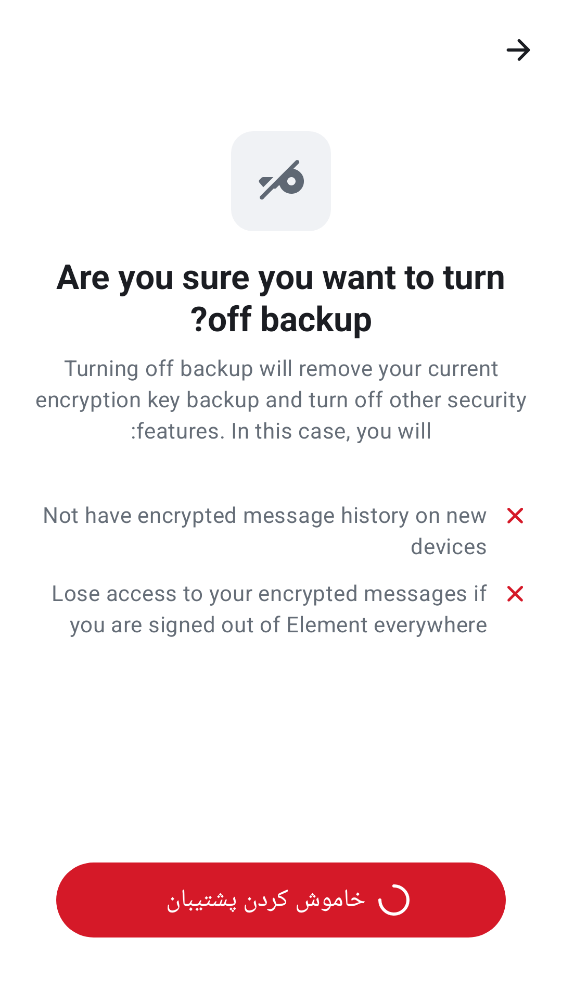 Are you sure you want to turn
off backup?
Turning off backup will remove your current
encryption key backup and turn off other security
features. In this case, you will:
Not have encrypted message history on new
devices
Lose access to your encrypted messages if
you are signed out of Element everywhere
خاموش کردن پشتیبان